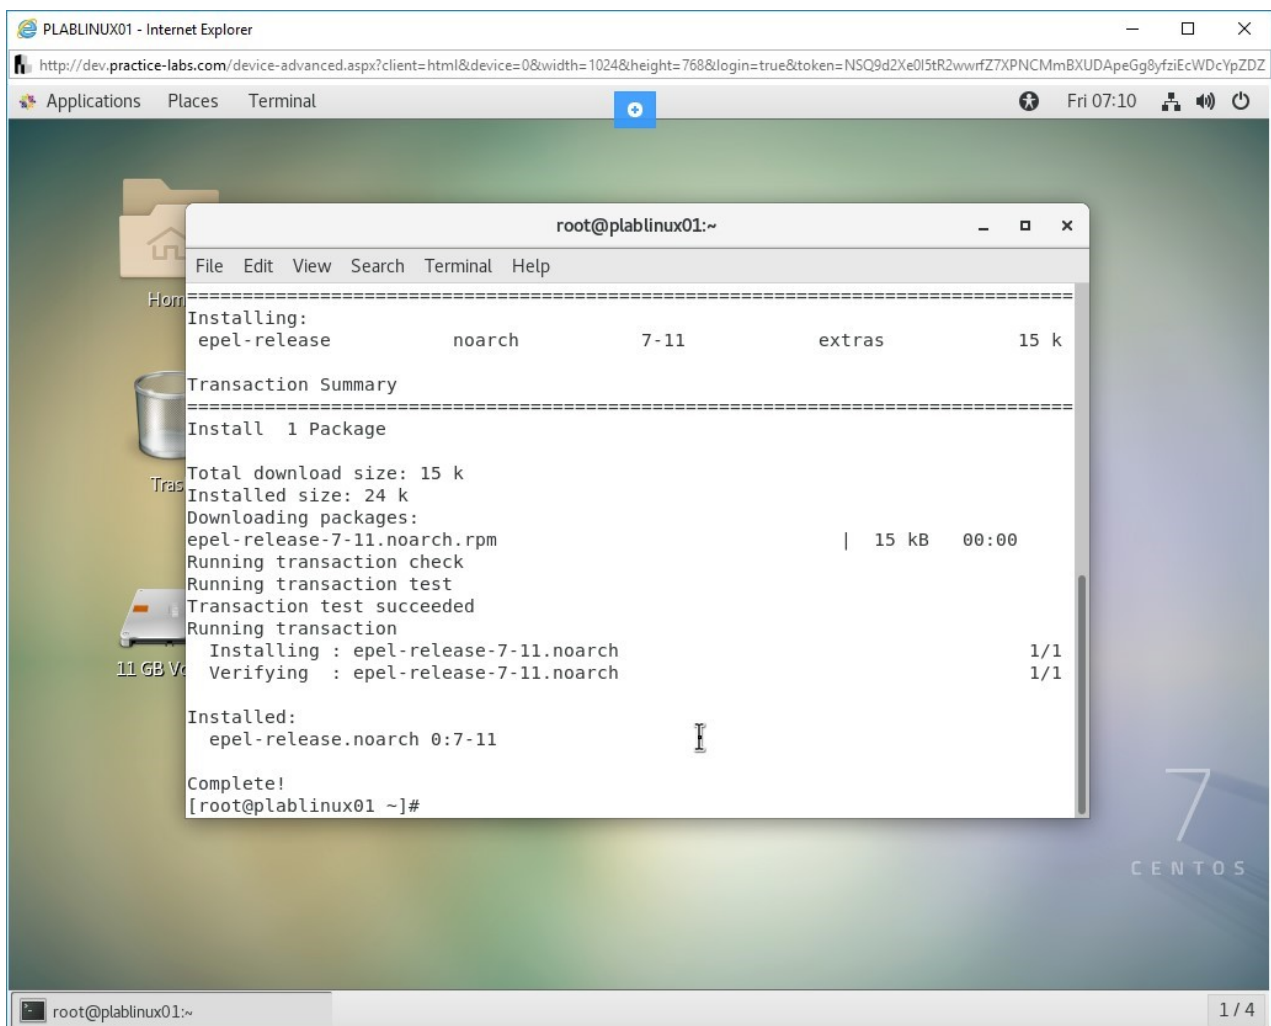 PLABLINUX01 - Internet Explorer
http://dev.practice-labs.com/device-advanced.aspx?client=html&device=0&width=1024&height=768&login=true&token=NSQ9d2Xe0I5tR2wwrfZ7XPNCMmBXUDApeGg8yfziEcWDcYpZDZ
Applications Places Terminal Fri 07:10
root@plablinux01:~
File Edit View Search Terminal Help
Hom
================================================================================
Installing:
epel-release noarch 7-11 extras 15 k
Transaction Summary
================================================================================
Install 1 Package
Total download size: 15 k
Tras
Installed size: 24 k
Downloading packages:
epel-release-7-11.noarch.rpm | 15 kB 00:00
Running transaction check
Running transaction test
Transaction test succeeded
Running transaction
Installing : epel-release-7-11.noarch 1/1
11 GB Vo
Verifying : epel-release-7-11.noarch 1/1
Installed:
epel-release.noarch 0:7-11
Complete!
[root@plablinux01 ~]#
7
CENTOS
root@plablinux01:~ 1 / 4